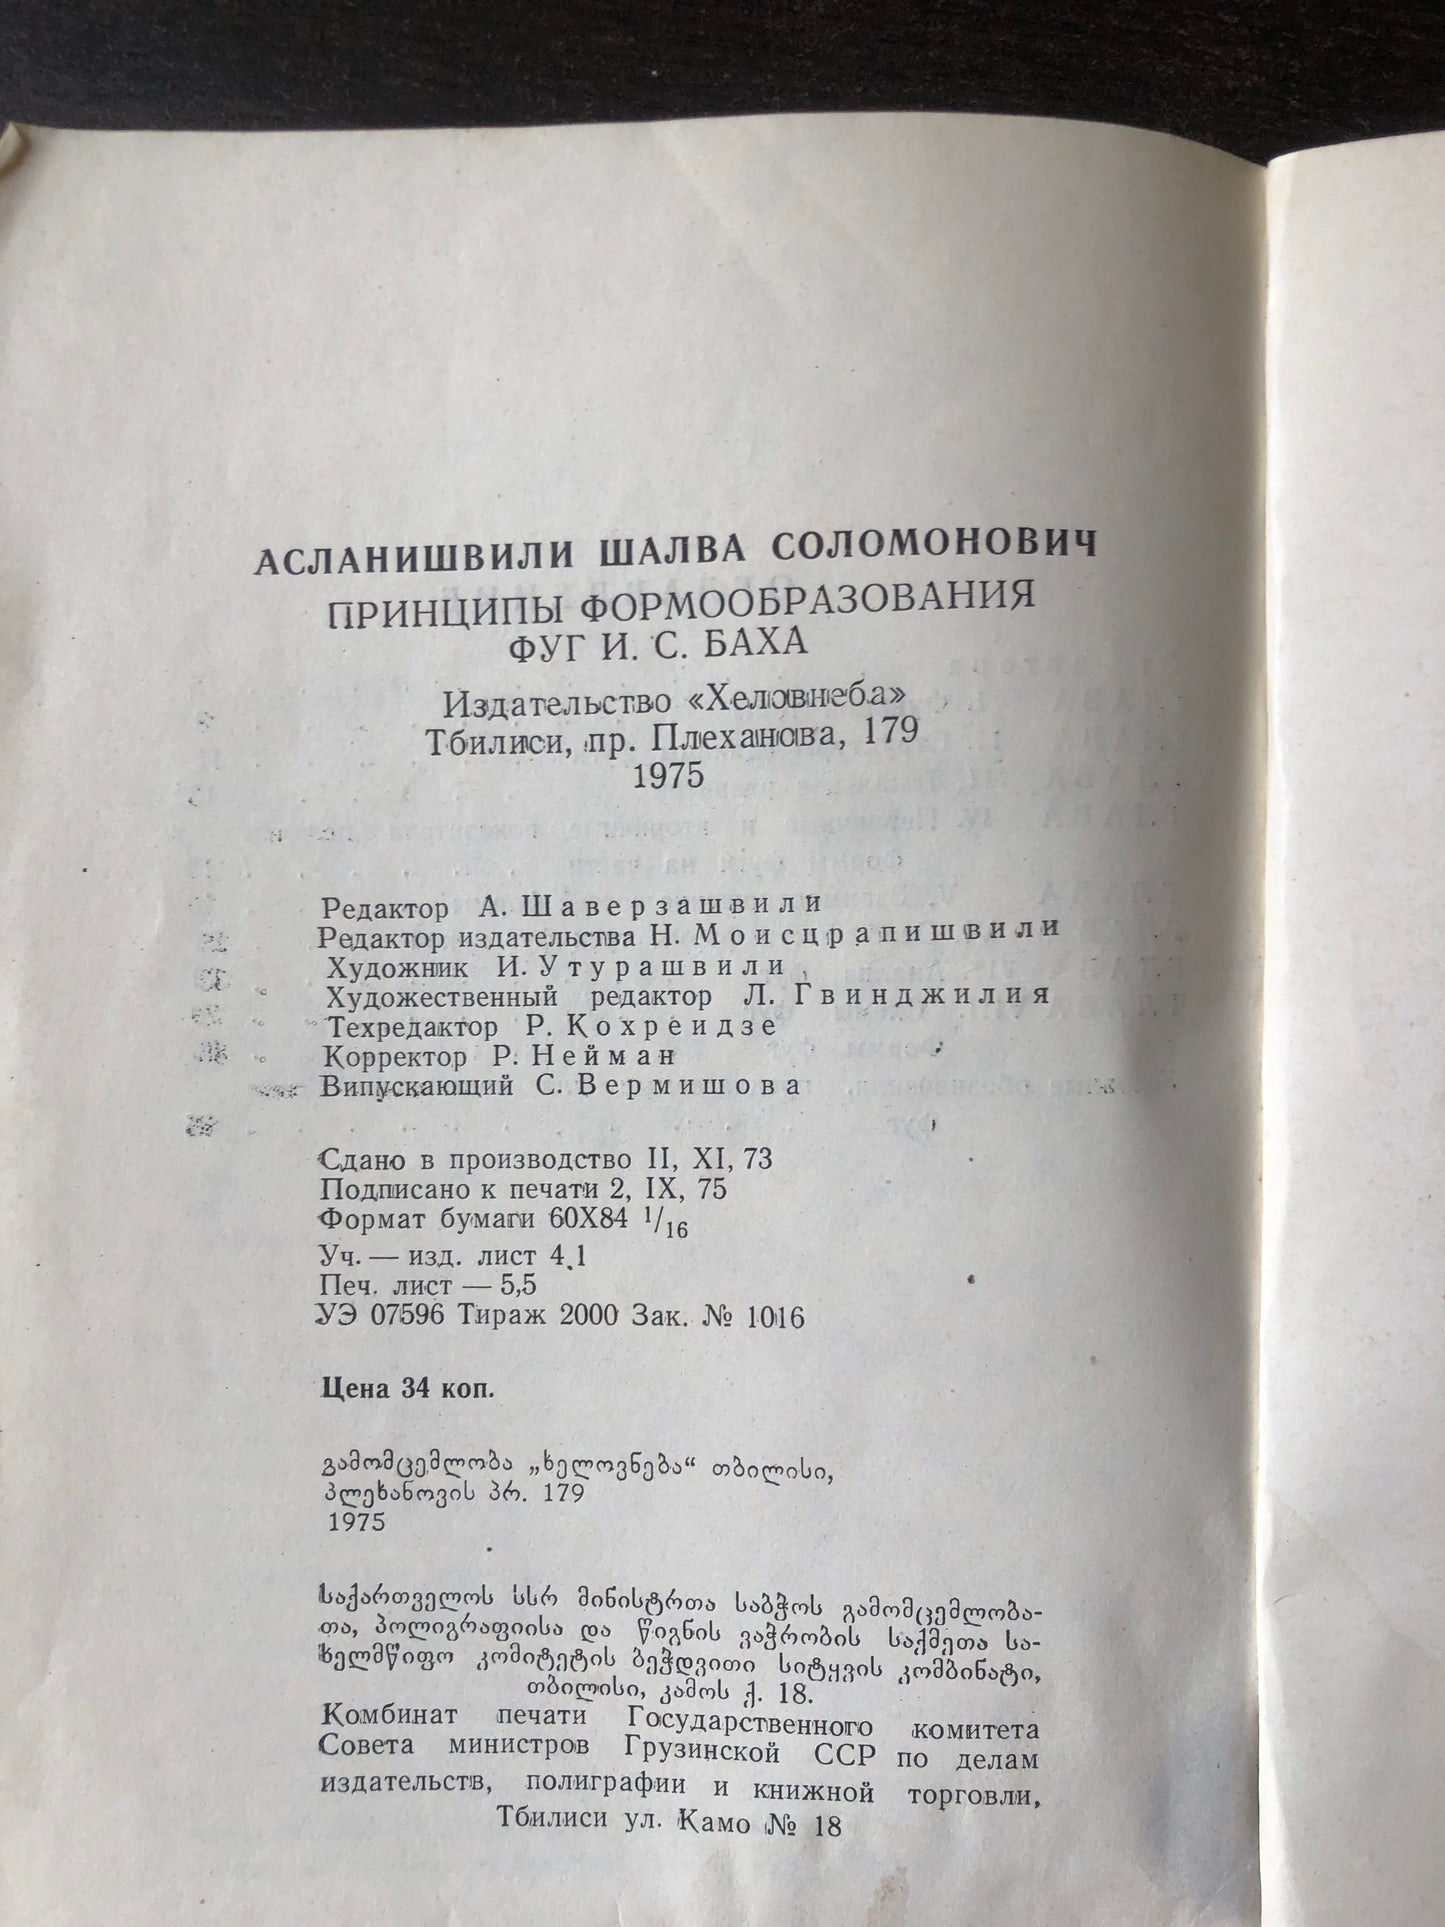 АСЛАНИШВИЛИ ШАЛВА СОЛОМОНОВИЧ
ПРИНЦИПЫ ФОРМООБРАЗОВАНИЯ
ФУГ И. С. БАХА
Издательство «Хеловнеба»
Тбилиси, пр. Плеханова, 179
1975
Редактор А. Шаверзашвили
Редактор издательства Н. Моисцрапишвили
Художник И. Утурашвили
Художественный редактор Л. Гвинджилия
Техредактор Р. Кохреидзе
Корректор Р. Нейман
Випускающий С. Вермишова
Сдано в производство II, XI, 73
Подписано к печати 2, IX, 75
Формат бумаги 60X84 1/16
Уч. — изд. лист 4,1
Печ. лист — 5,5
УЭ 07596 Тираж 2000 Зак. № 1016
Цена 34 коп.
გამომცემლობა „ხელოვნება“ თბილისი,
პლეხანოვის პრ. 179
1975
საქართველოს სსრ მინისტრთა საბჭოს გამომცემლობა-
თა, პოლიგრაფიისა და წიგნის ვაჭრობის საქმეთა სა-
ხელმწიფო კომიტეტის ბეჭდვითი სიტყვის კომბინატი,
თბილისი, კამოს ქ. 18.
Комбинат печати Государственного комитета
Совета министров Грузинской ССР по делам
издательств, полиграфии и книжной торговли,
Тбилиси ул. Камо № 18